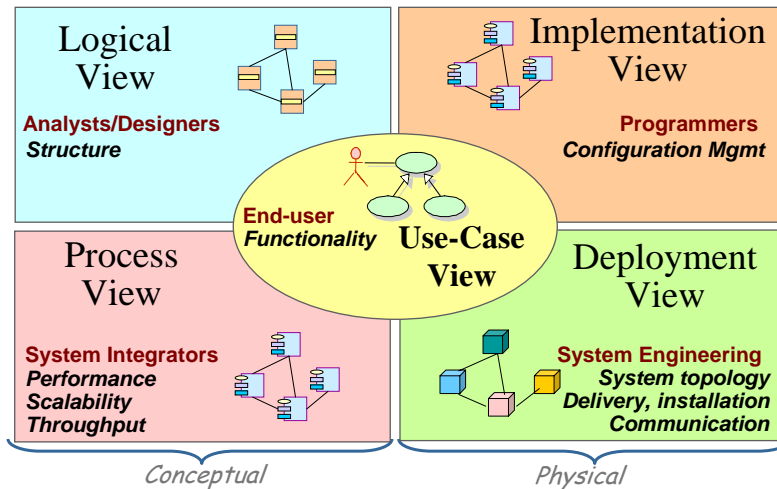 Logical
View
Analysts/Designers
Structure
Implementation
View
Programmers
Configuration Mgmt
End-user
Functionality
Use-Case
View
Process
View
System Integrators
Performance
Scalability
Throughput
Deployment
View
System Engineering
System topology
Delivery, installation
Communication
Conceptual
Physical